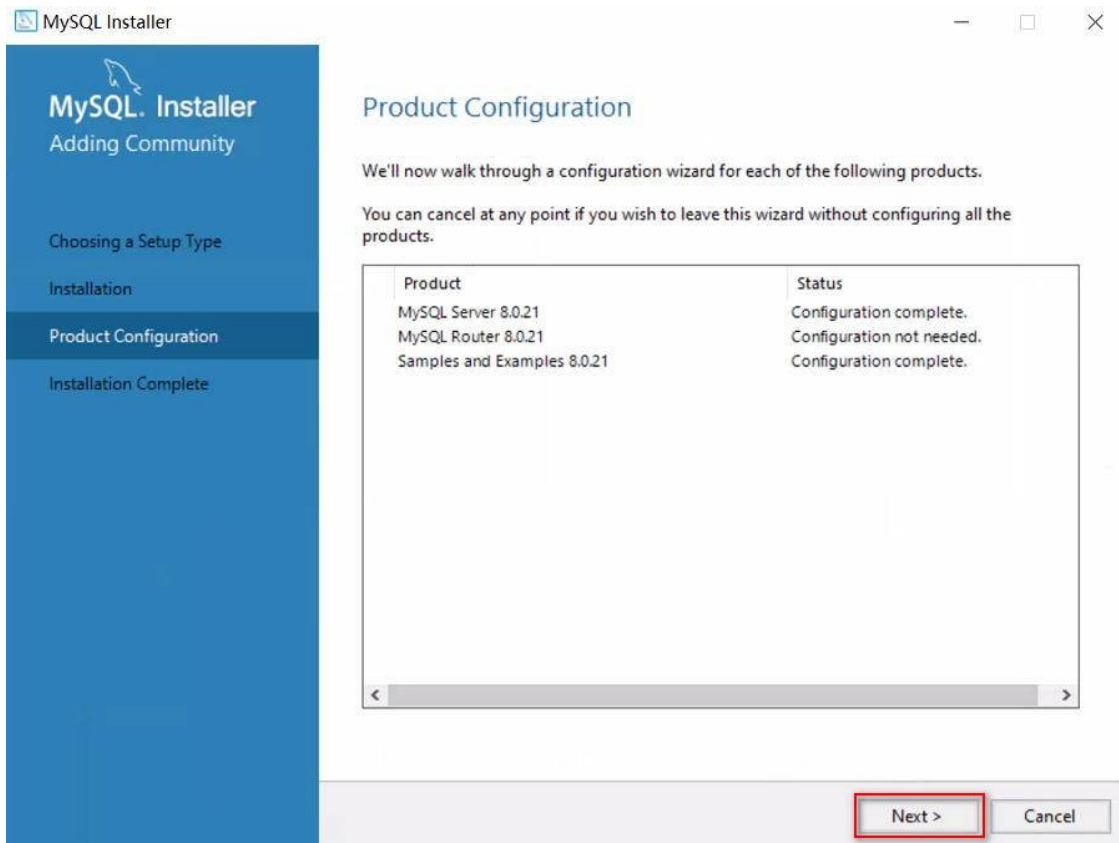 MySQL Installer
MySQL. Installer
Adding Community
Choosing a Setup Type
Installation
Product Configuration
Installation Complete
Product Configuration
We'll now walk through a configuration wizard for each of the following products.
You can cancel at any point if you wish to leave this wizard without configuring all the
products.
Product Status
MySQL Server 8.0.21 Configuration complete.
MySQL Router 8.0.21 Configuration not needed.
Samples and Examples 8.0.21 Configuration complete.
Next > Cancel